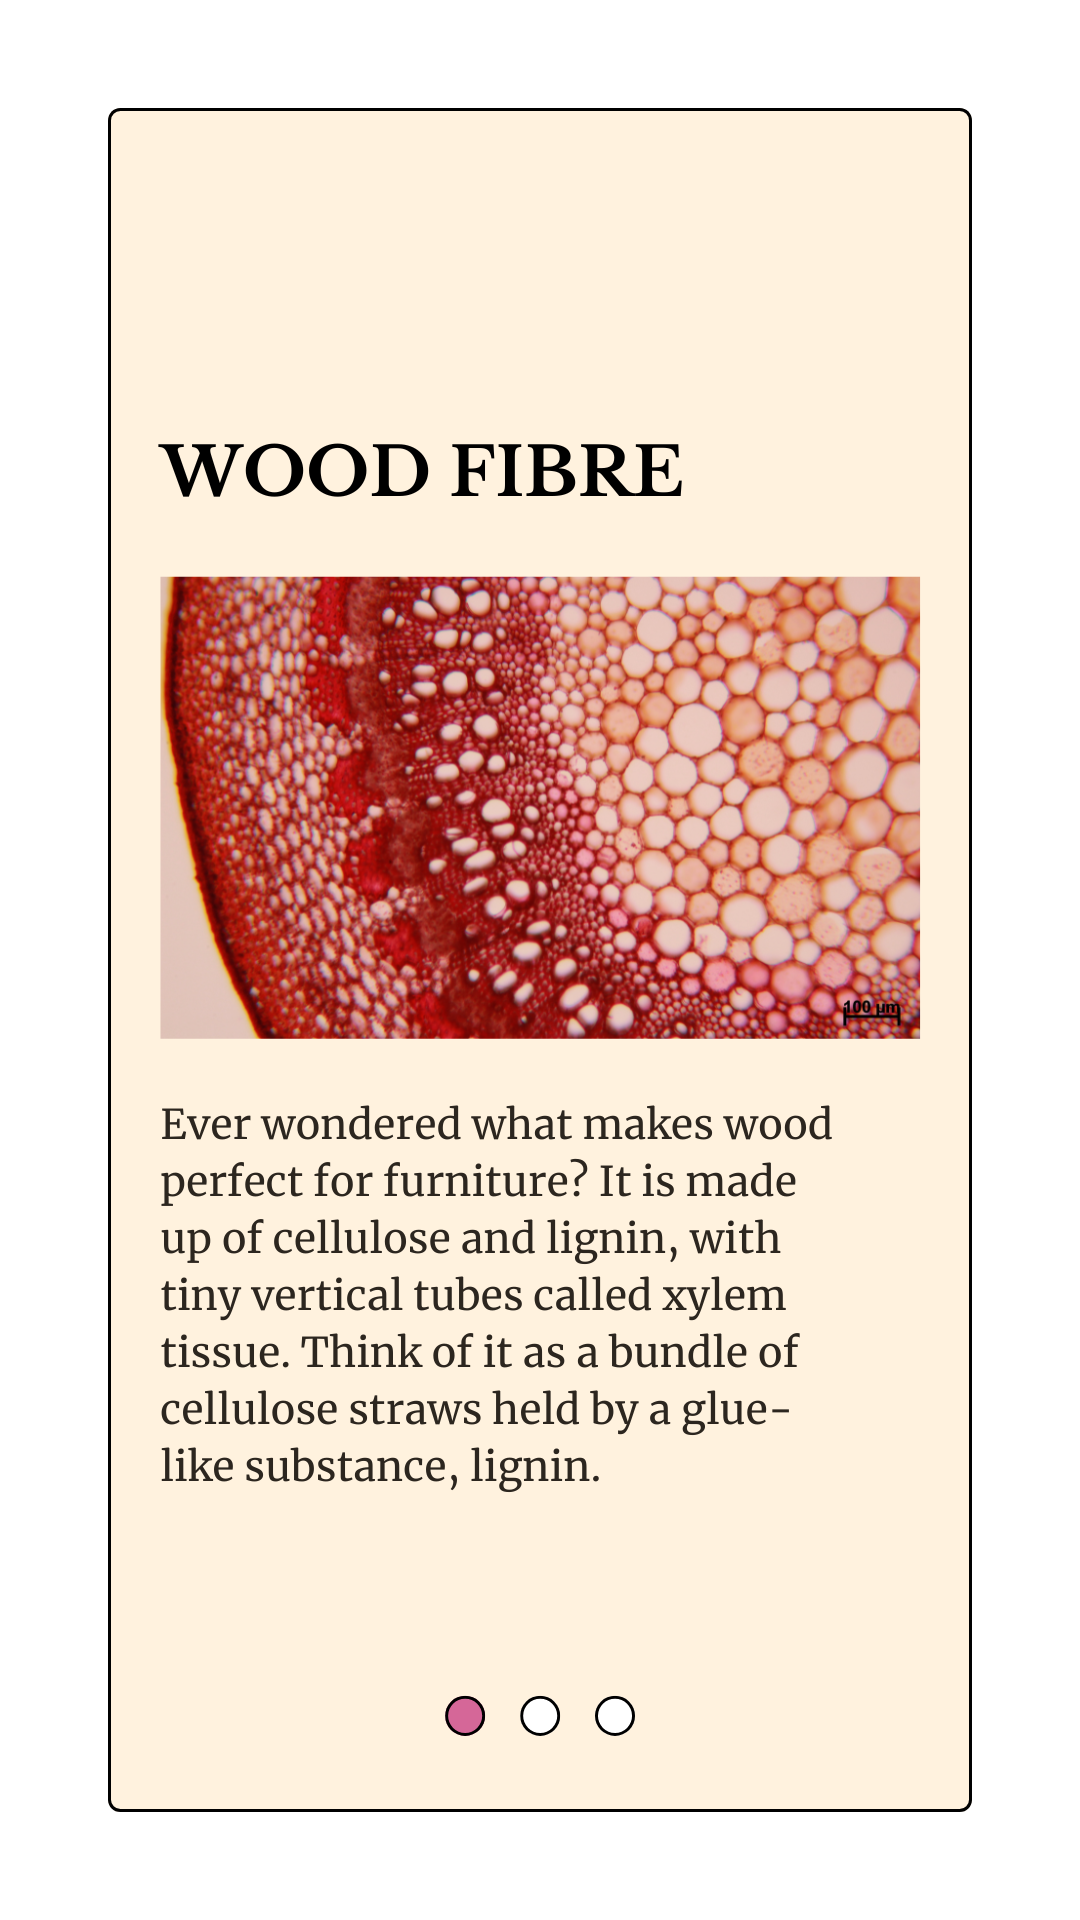 WOOD FIBRE
100 µm
Ever wondered what makes wood
perfect for furniture? It is made
up of cellulose and lignin, with
tiny vertical tubes called xylem
tissue. Think of it as a bundle of
cellulose straws held by a glue-
like substance, lignin.